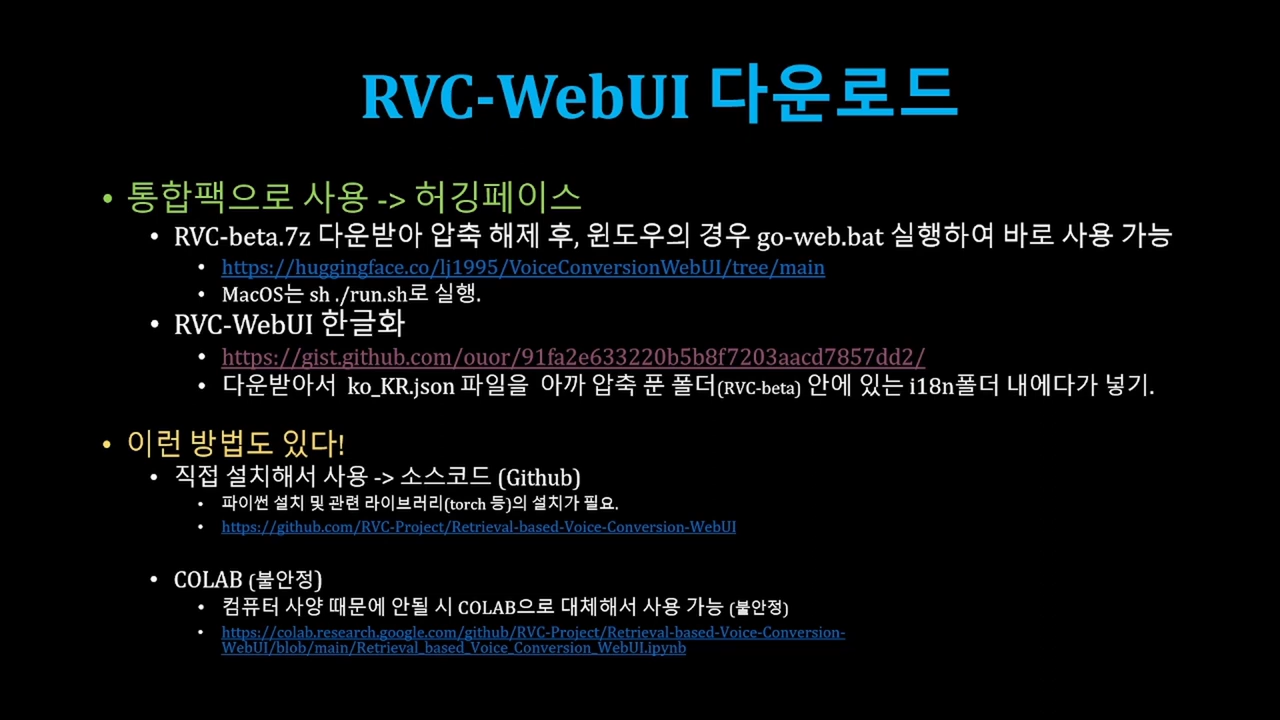 RVC-WebUI 다운로드
• 통합팩으로 사용 -> 허깅페이스
• RVC-beta.7z 다운받아 압축 해제 후, 윈도우의 경우 go-web.bat 실행하여 바로 사용 가능
• https://huggingface.co/lj1995/VoiceConversionWebUI/tree/main
• MacOS는 sh ./run.sh로 실행.
• RVC-WebUI 한글화
• https://gist.github.com/ouor/91fa2e633220b5b8f7203aacd7857dd2/
• 다운받아서 ko_KR.json 파일을 아까 압축 푼 폴더(RVC-beta) 안에 있는 i18n폴더 내에다가 넣기.
• 이런 방법도 있다!
• 직접 설치해서 사용 -> 소스코드 (Github)
• 파이썬 설치 및 관련 라이브러리(torch 등)의 설치가 필요.
• https://github.com/RVC-Project/Retrieval-based-Voice-Conversion-WebUI
• COLAB (불안정)
• 컴퓨터 사양 때문에 안될 시 COLAB으로 대체해서 사용 가능 (불안정)
• https://colab.research.google.com/github/RVC-Project/Retrieval-based-Voice-Conversion-
WebUI/blob/main/Retrieval_based_Voice_Conversion_WebUI.ipynb